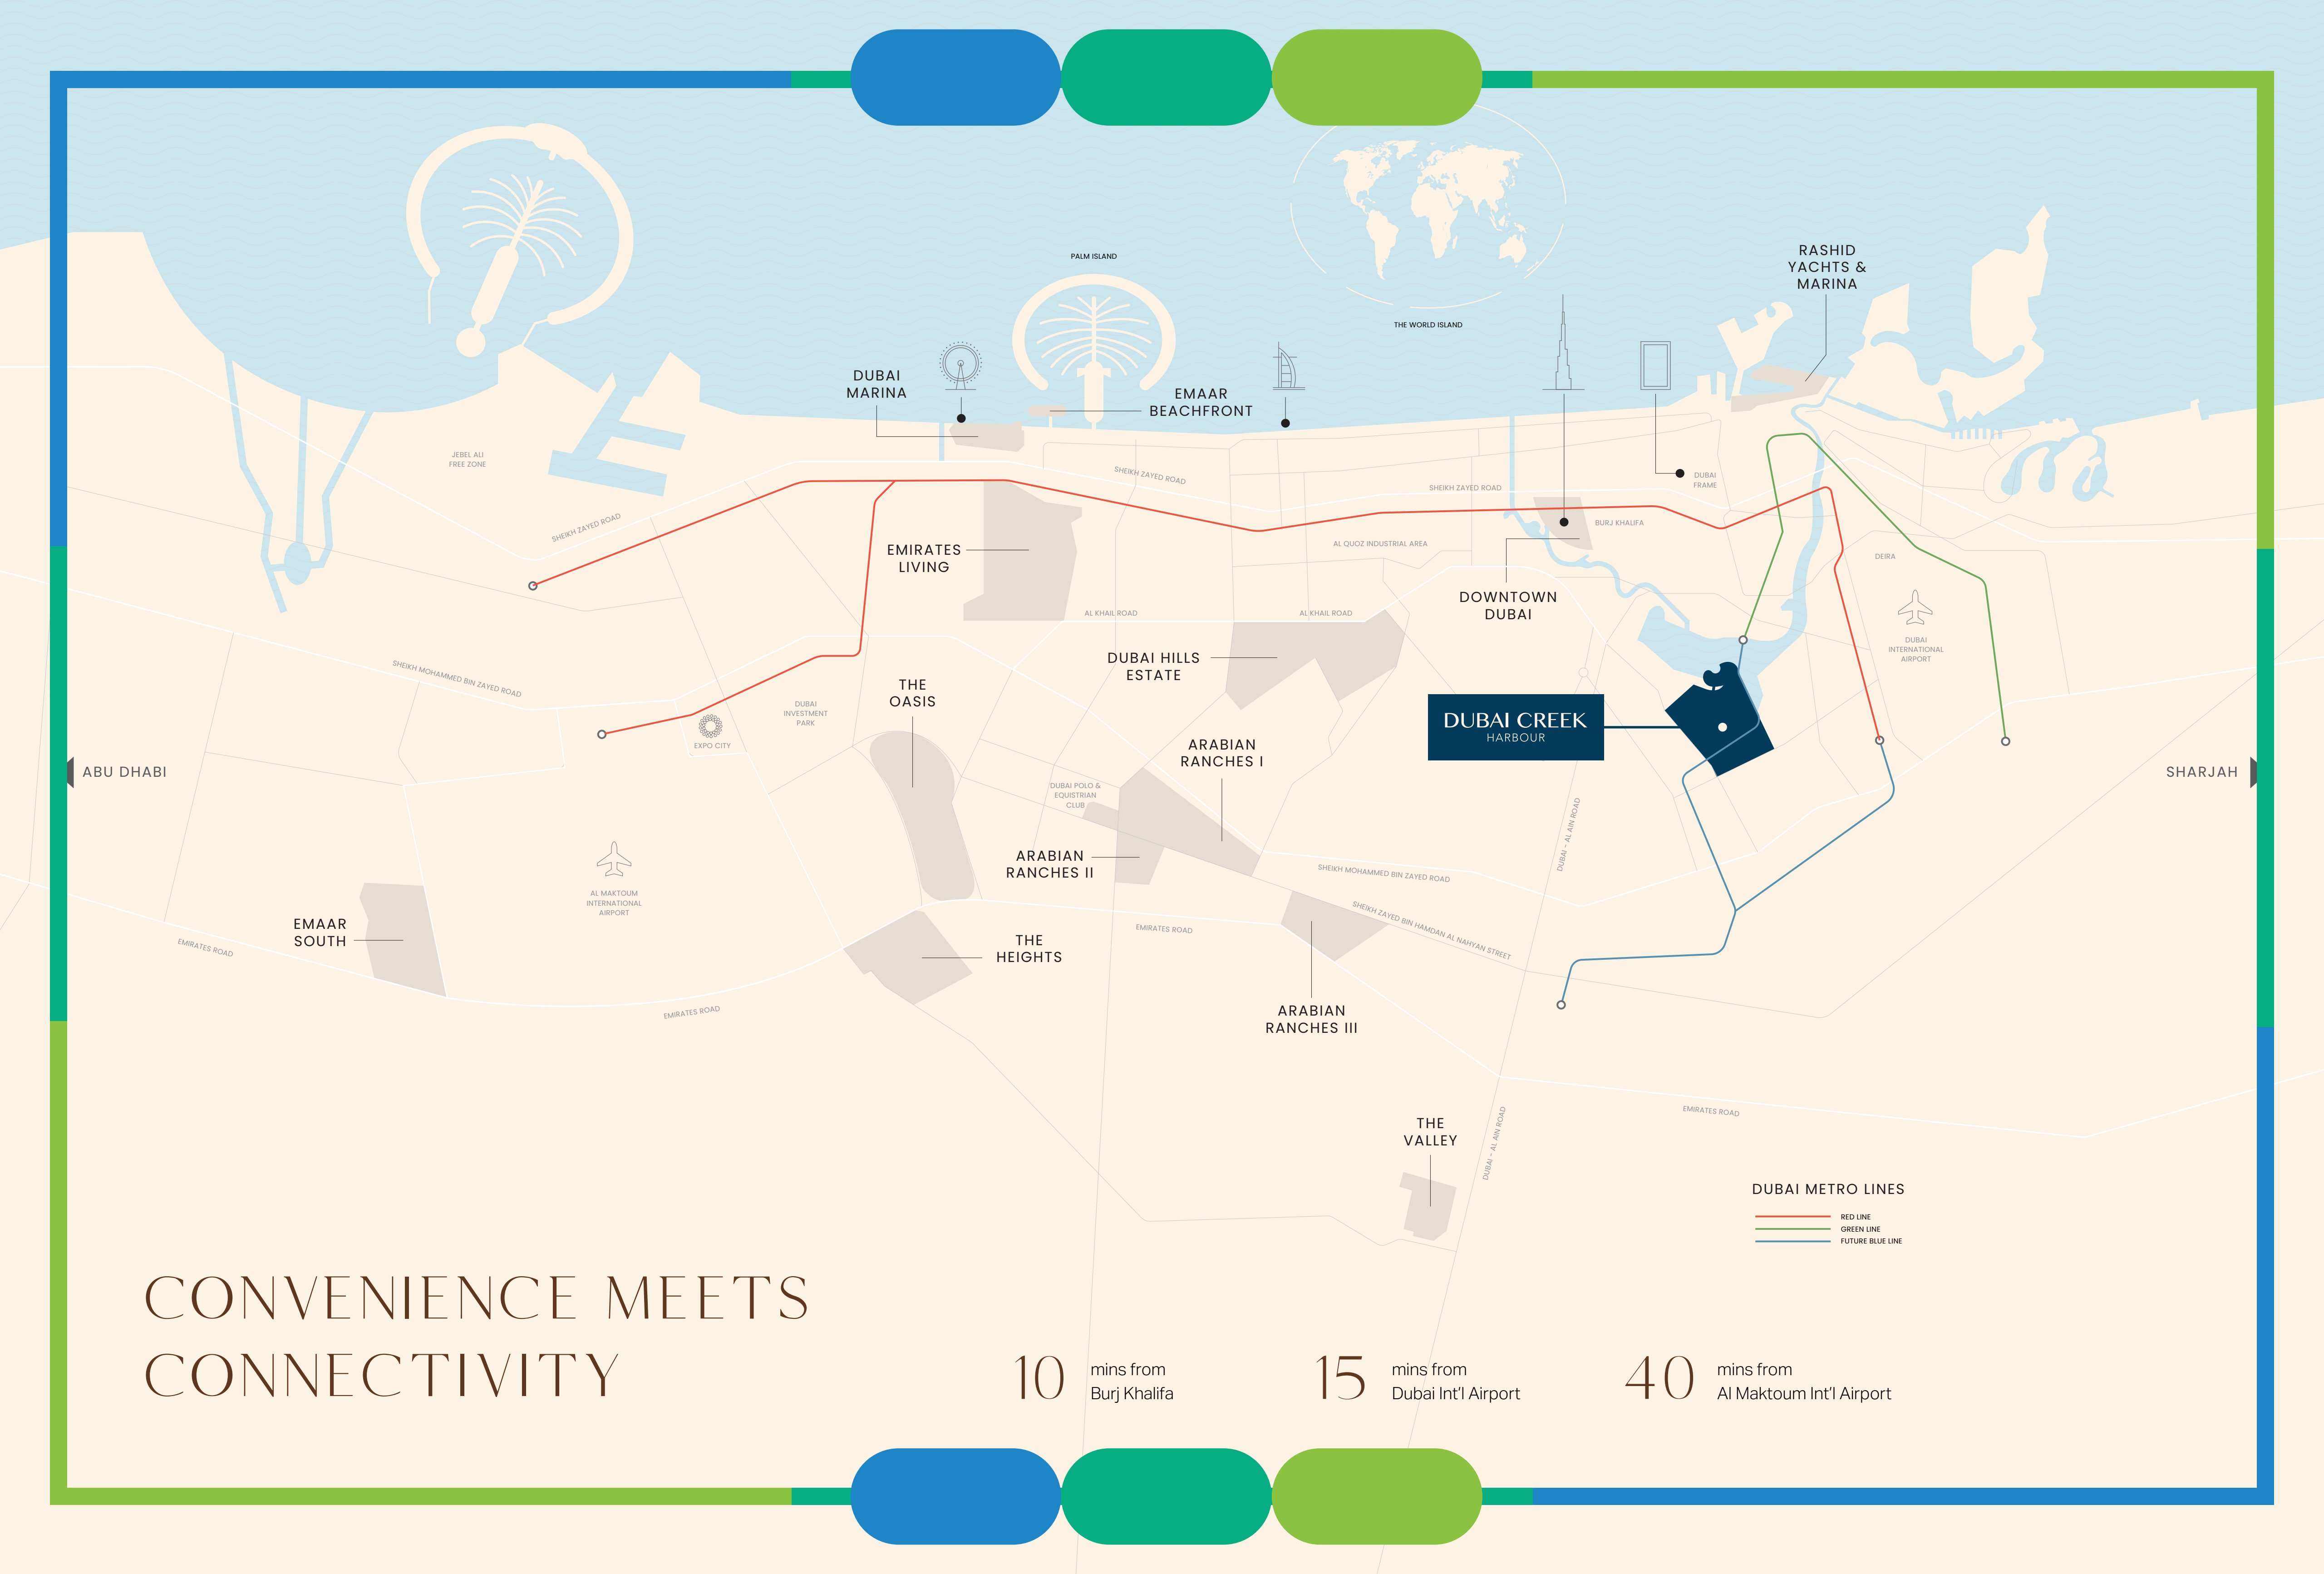 PALM ISLAND
THE WORLD ISLAND
RASHID
YACHTS &
MARINA
DUBAI
MARINA
EMAAR
BEACHFRONT
JEBEL ALI
FREE ZONE
SHEIKH ZAYED ROAD
SHEIKH ZAYED ROAD
SHEIKH ZAYED ROAD
DUBAI
FRAME
BURJ KHALIFA
AL QUOZ INDUSTRIAL AREA
EMIRATES
LIVING
DEIRA
DOWNTOWN
DUBAI
AL KHAIL ROAD
AL KHAIL ROAD
DUBAI
INTERNATIONAL
AIRPORT
DUBAI HILLS
ESTATE
SHEIKH MOHAMMED BIN ZAYED ROAD
THE
OASIS
DUBAI
INVESTMENT
PARK
EXPO CITY
DUBAI CREEK
HARBOUR
ARABIAN
RANCHES I
ABU DHABI
SHARJAH
DUBAI POLO &
EQUISTRIAN
CLUB
DUBAI - AL AIN ROAD
ARABIAN
RANCHES II
SHEIKH MOHAMMED BIN ZAYED ROAD
AL MAKTOUM
INTERNATIONAL
AIRPORT
EMAAR
SOUTH
EMIRATES ROAD
THE
HEIGHTS
EMIRATES ROAD
SHEIKH ZAYED BIN HAMDAN AL NAHYAN STREET
EMIRATES ROAD
ARABIAN
RANCHES III
EMIRATES ROAD
THE
VALLEY
DUBAI - AL AIN ROAD
DUBAI METRO LINES
RED LINE
GREEN LINE
FUTURE BLUE LINE
CONVENIENCE MEETS
CONNECTIVITY
10 mins from
Burj Khalifa
15 mins from
Dubai Int'l Airport
40 mins from
Al Maktoum Int'l Airport